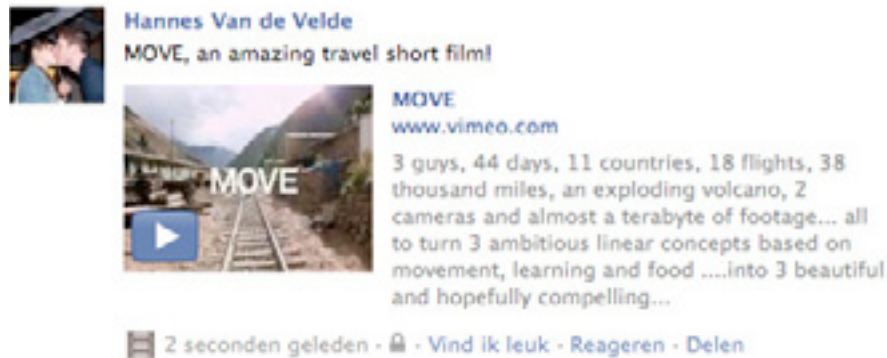 Hannes Van de Velde
MOVE, an amazing travel short film!
MOVE
MOVE
www.vimeo.com
3 guys, 44 days, 11 countries, 18 flights, 38
thousand miles, an exploding volcano, 2
cameras and almost a terabyte of footage... all
to turn 3 ambitious linear concepts based on
movement, learning and food ....into 3 beautiful
and hopefully compelling...
2 seconden geleden · · Vind ik leuk · Reageren · Delen